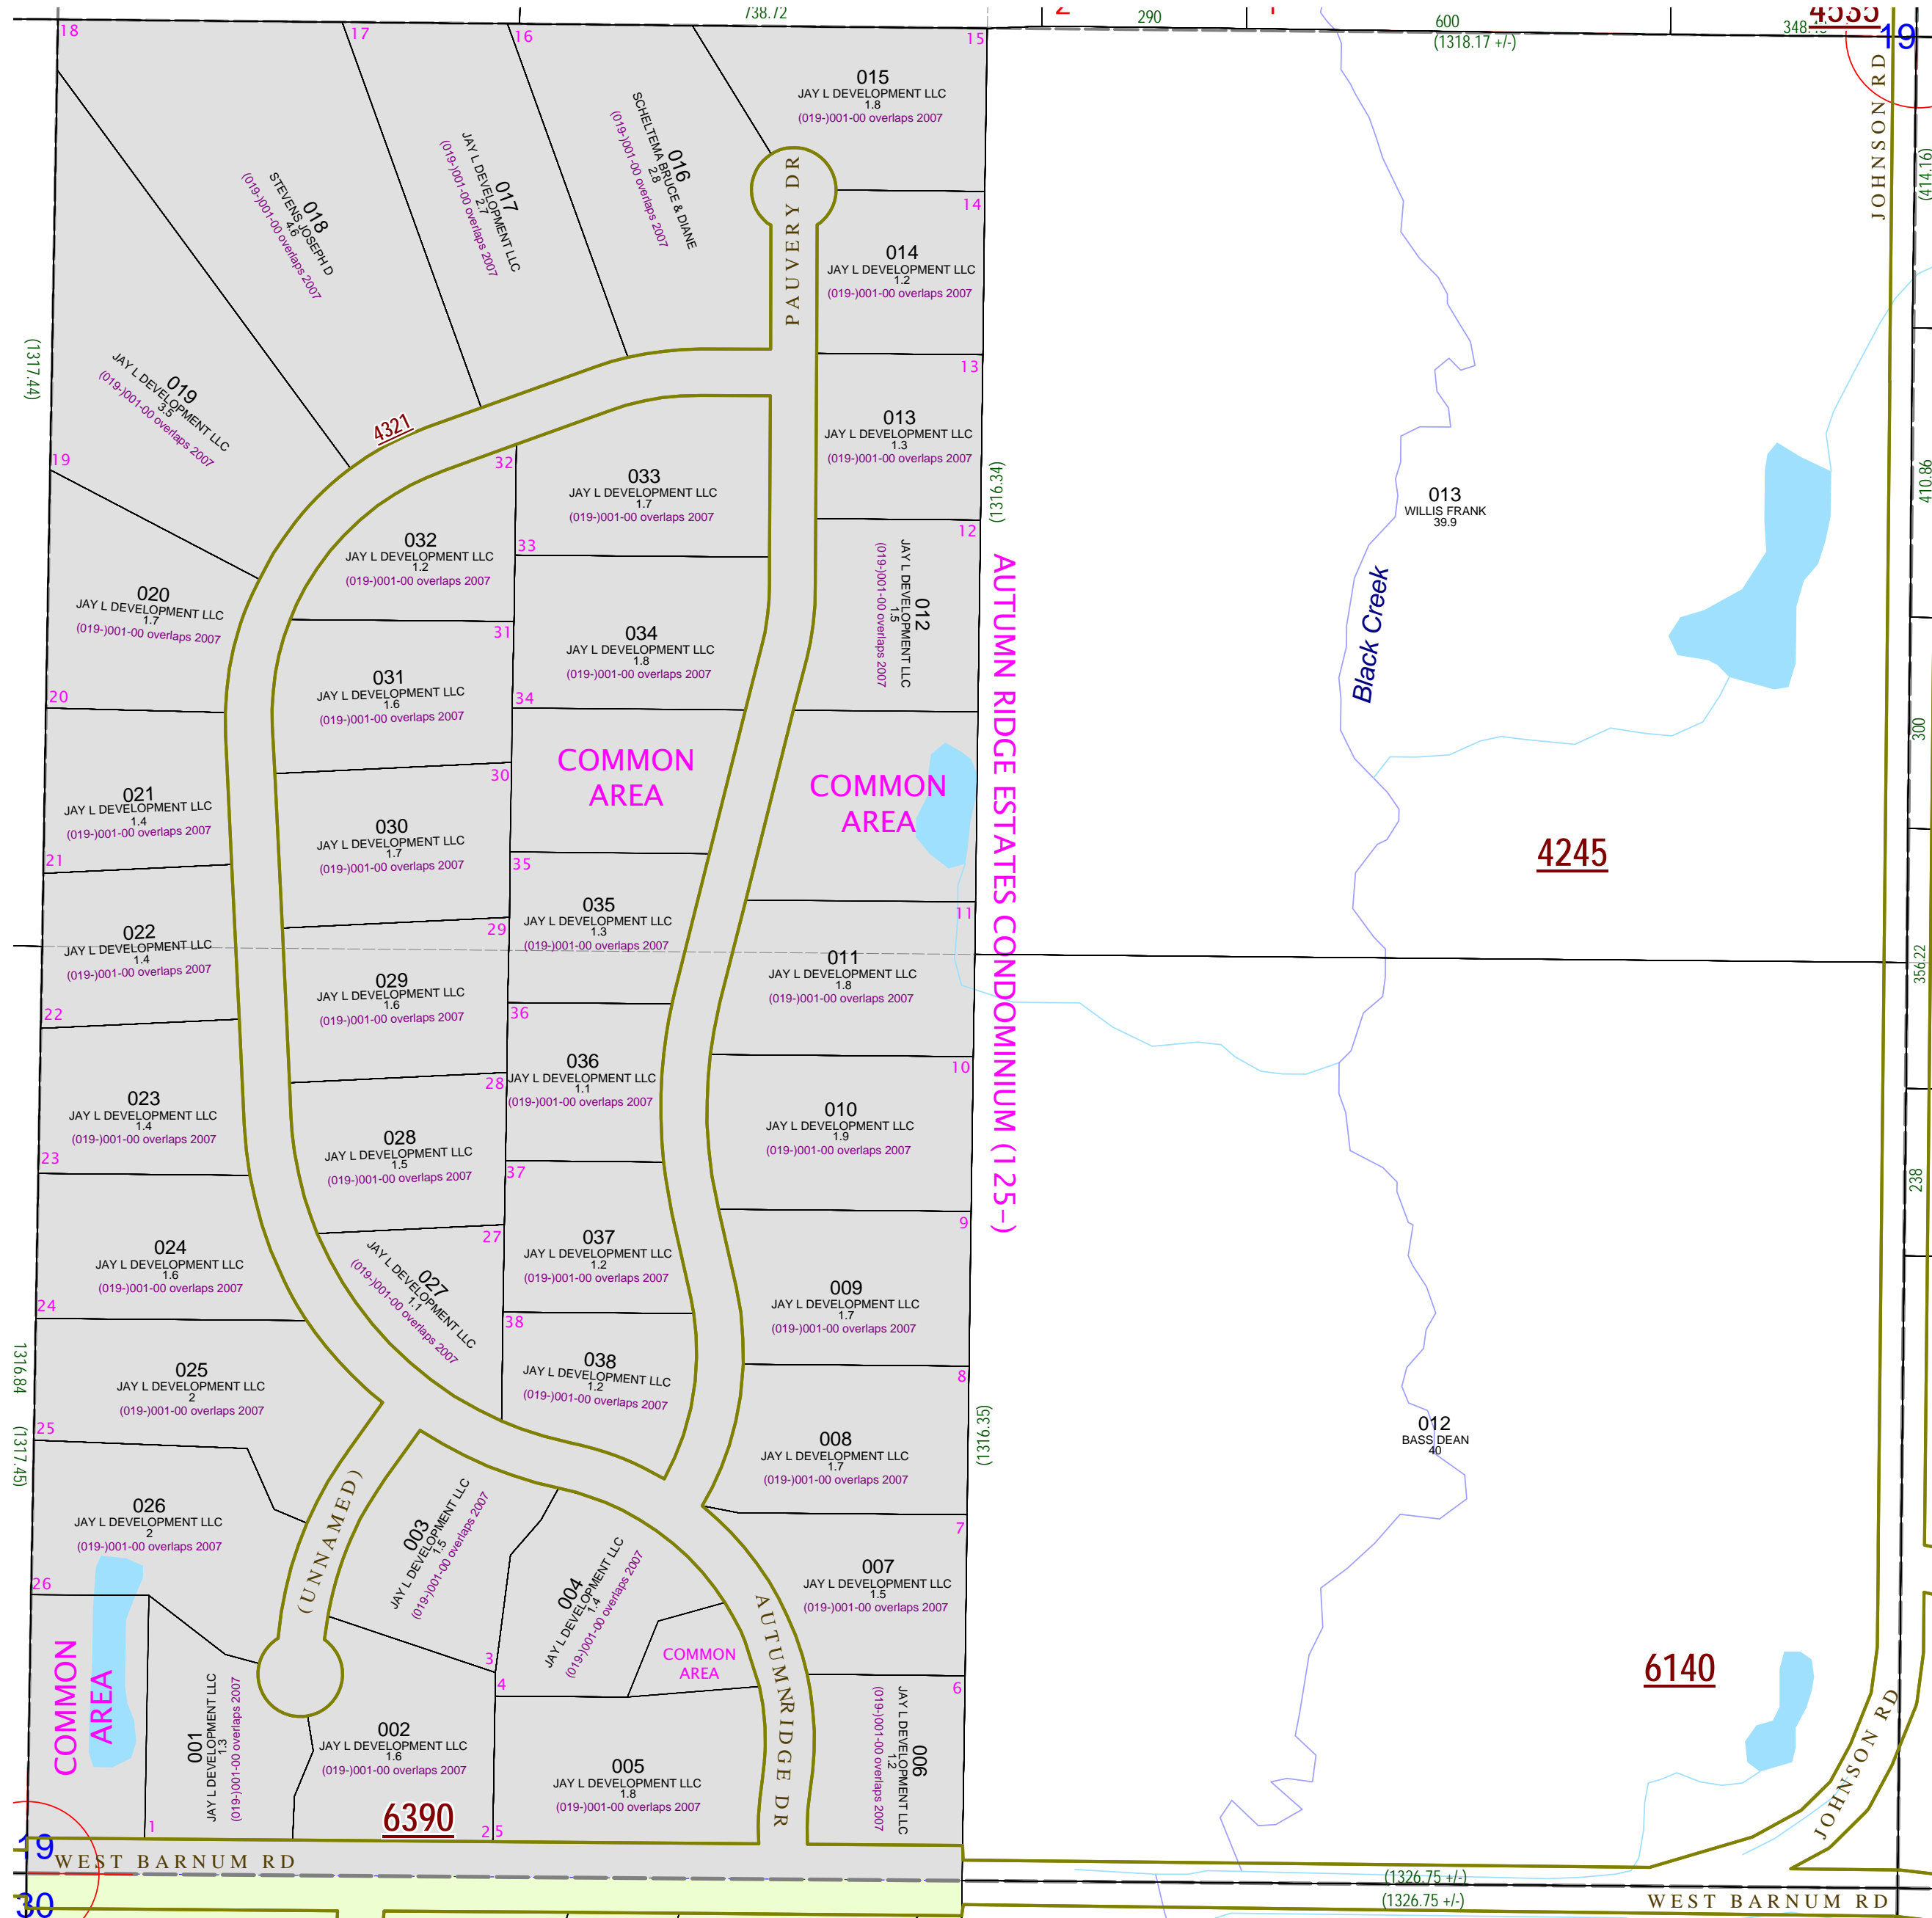 738.72
2
290
1
600
(1318.17 +/-)
4535
19
18
17
16
15
015
JAY L DEVELOPMENT LLC
1.8
(019-)001-00 overlaps 2007
JOHNSON RD
(414.16)
016
SCHELTEMA BRUCE & DIANE
2.8
(019-)001-00 overlaps 2007
017
JAY L DEVELOPMENT LLC
2.7
(019-)001-00 overlaps 2007
018
STEVENS JOSEPH D
4.6
(019-)001-00 overlaps 2007
PAUVERY DR
14
014
JAY L DEVELOPMENT LLC
1.2
(019-)001-00 overlaps 2007
(1317.44)
019
JAY L DEVELOPMENT LLC
3.5
(019-)001-00 overlaps 2007
4321
13
013
JAY L DEVELOPMENT LLC
1.3
(019-)001-00 overlaps 2007
19
32
033
JAY L DEVELOPMENT LLC
1.7
(019-)001-00 overlaps 2007
(1316.34)
013
WILLIS FRANK
39.9
410.86
032
JAY L DEVELOPMENT LLC
1.2
(019-)001-00 overlaps 2007
33
12
012
JAY L DEVELOPMENT LLC
1.5
(019-)001-00 overlaps 2007
020
JAY L DEVELOPMENT LLC
1.7
(019-)001-00 overlaps 2007
31
034
JAY L DEVELOPMENT LLC
1.8
(019-)001-00 overlaps 2007
Black Creek
031
JAY L DEVELOPMENT LLC
1.6
(019-)001-00 overlaps 2007
20
34
300
COMMON
AREA
COMMON
AREA
AUTUMN RIDGE ESTATES CONDOMINIUM (125-)
30
021
JAY L DEVELOPMENT LLC
1.4
(019-)001-00 overlaps 2007
030
JAY L DEVELOPMENT LLC
1.7
(019-)001-00 overlaps 2007
4245
21
35
035
JAY L DEVELOPMENT LLC
1.3
(019-)001-00 overlaps 2007
11
29
022
JAY L DEVELOPMENT LLC
1.4
(019-)001-00 overlaps 2007
011
JAY L DEVELOPMENT LLC
1.8
(019-)001-00 overlaps 2007
356.22
029
JAY L DEVELOPMENT LLC
1.6
(019-)001-00 overlaps 2007
22
36
036
JAY L DEVELOPMENT LLC
1.1
(019-)001-00 overlaps 2007
10
28
023
JAY L DEVELOPMENT LLC
1.4
(019-)001-00 overlaps 2007
010
JAY L DEVELOPMENT LLC
1.9
(019-)001-00 overlaps 2007
028
JAY L DEVELOPMENT LLC
1.5
(019-)001-00 overlaps 2007
23
37
238
9
27
037
JAY L DEVELOPMENT LLC
1.2
(019-)001-00 overlaps 2007
024
JAY L DEVELOPMENT LLC
1.6
(019-)001-00 overlaps 2007
027
JAY L DEVELOPMENT LLC
1.1
(019-)001-00 overlaps 2007
009
JAY L DEVELOPMENT LLC
1.7
(019-)001-00 overlaps 2007
24
38
038
JAY L DEVELOPMENT LLC
1.2
(019-)001-00 overlaps 2007
1316.84
025
JAY L DEVELOPMENT LLC
2
(019-)001-00 overlaps 2007
8
25
(1317.45)
008
JAY L DEVELOPMENT LLC
1.7
(019-)001-00 overlaps 2007
(1316.35)
012
BASS DEAN
40
026
JAY L DEVELOPMENT LLC
2
(019-)001-00 overlaps 2007
(UNNAMED)
003
JAY L DEVELOPMENT LLC
1.5
(019-)001-00 overlaps 2007
004
JAY L DEVELOPMENT LLC
1.4
(019-)001-00 overlaps 2007
7
007
JAY L DEVELOPMENT LLC
1.5
(019-)001-00 overlaps 2007
26
COMMON
AREA
COMMON
AREA
3
4
6
AUTUMNRIDGE DR
6140
001
JAY L DEVELOPMENT LLC
1.3
(019-)001-00 overlaps 2007
002
JAY L DEVELOPMENT LLC
1.6
(019-)001-00 overlaps 2007
005
JAY L DEVELOPMENT LLC
1.8
(019-)001-00 overlaps 2007
006
JAY L DEVELOPMENT LLC
1.2
(019-)001-00 overlaps 2007
JOHNSON RD
6390
1
2
5
19
WEST BARNUM RD
(1326.75 +/-)
30
(1326.75 +/-)
WEST BARNUM RD